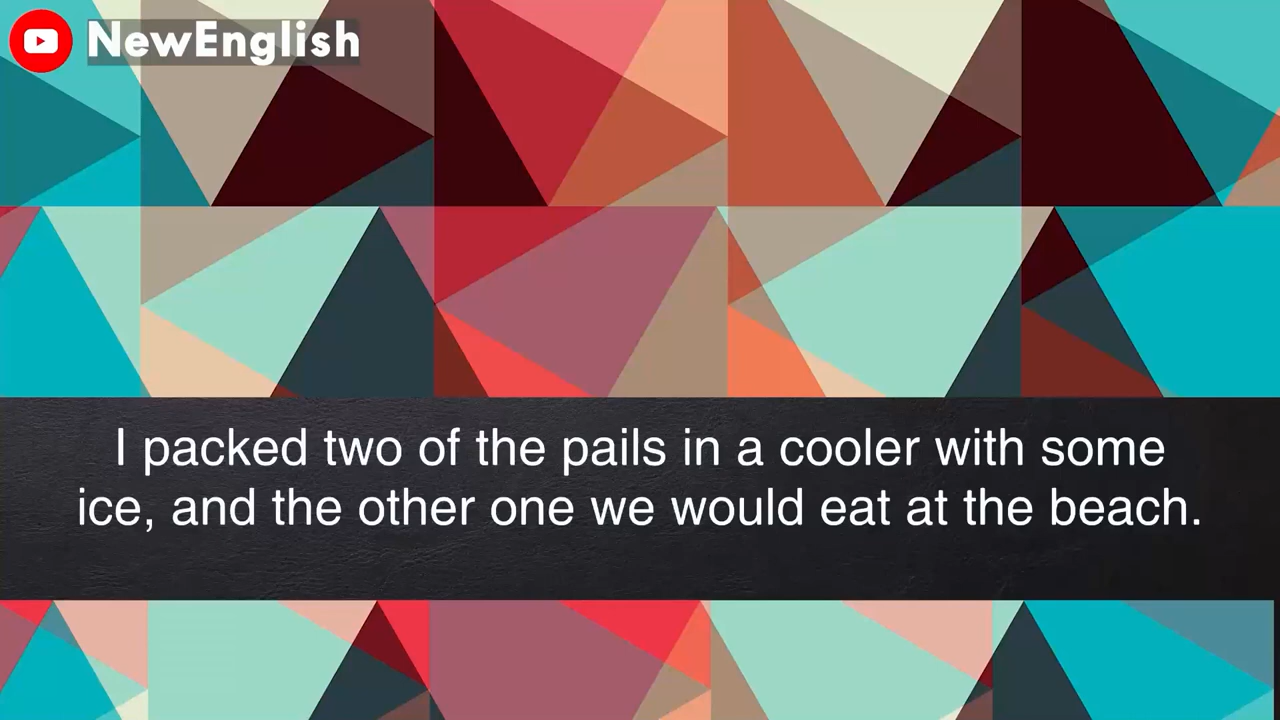 NewEnglish
I packed two of the pails in a cooler with some
ice, and the other one we would eat at the beach.